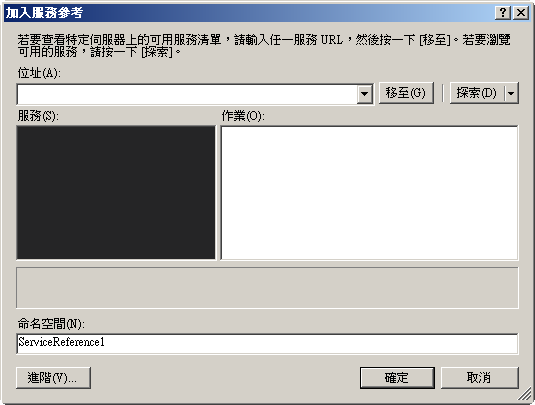 加入服務參考
若要查看特定伺服器上的可用服務清單，請輸入任一服務 URL，然後按一下 [移至]。若要瀏覽
可用的服務，請按一下 [探索]。
位址(A):
移至(G)
探索(D)
服務(S):
作業(O):
命名空間(N):
ServiceReference1
進階(V)...
確定
取消